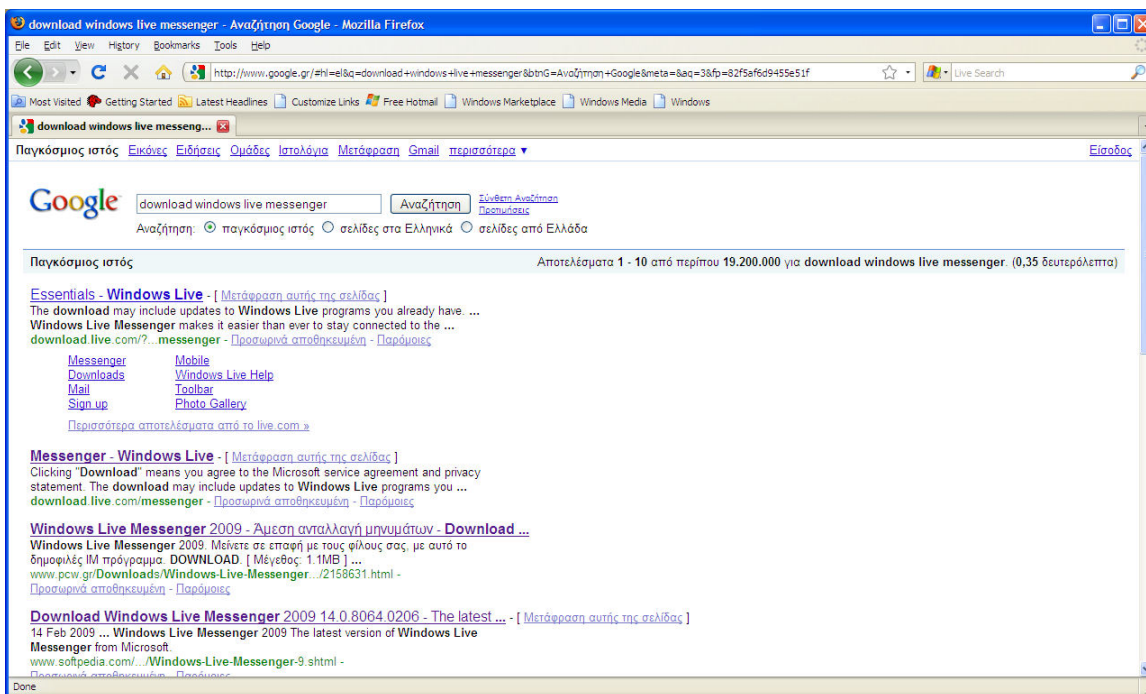 download windows live messenger - Αναζήτηση Google - Mozilla Firefox
File Edit View History Bookmarks Tools Help
http://www.google.gr/#hl=el&q=download+windows+live+messenger&btnG=Αναζήτηση+Google&meta=&aq=3&fp=82f5af6d9455e51f Live Search
Most Visited Getting Started Latest Headlines Customize Links Free Hotmail Windows Marketplace Windows Media Windows
download windows live messeng...
Παγκόσμιος ιστός Εικόνες Ειδήσεις Ομάδες Ιστολόγια Μετάφραση Gmail περισσότερα ▼ Είσοδος
Google download windows live messenger Αναζήτηση Σύνθετη Αναζήτηση
Προτιμήσεις
Αναζήτηση: παγκόσμιος ιστός σελίδες στα Ελληνικά σελίδες από Ελλάδα
Παγκόσμιος ιστός Αποτελέσματα 1 - 10 από περίπου 19.200.000 για download windows live messenger. (0,35 δευτερόλεπτα)
Essentials - Windows Live - [ Μετάφραση αυτής της σελίδας ]
The download may include updates to Windows Live programs you already have. ...
Windows Live Messenger makes it easier than ever to stay connected to the ...
download.live.com/?...messenger - Προσωρινά αποθηκευμένη - Παρόμοιες
Messenger Mobile
Downloads Windows Live Help
Mail Toolbar
Sign up Photo Gallery
Περισσότερα αποτελέσματα από το live.com »
Messenger - Windows Live - [ Μετάφραση αυτής της σελίδας ]
Clicking "Download" means you agree to the Microsoft service agreement and privacy
statement. The download may include updates to Windows Live programs you ...
download.live.com/messenger - Προσωρινά αποθηκευμένη - Παρόμοιες
Windows Live Messenger 2009 - Άμεση ανταλλαγή μηνυμάτων - Download ...
Windows Live Messenger 2009. Μείνετε σε επαφή με τους φίλους σας, με αυτό το
δημοφιλές IM πρόγραμμα. DOWNLOAD. [ Μέγεθος: 1.1MB ] ...
www.pcw.gr/Downloads/Windows-Live-Messenger.../2158631.html -
Προσωρινά αποθηκευμένη - Παρόμοιες
Download Windows Live Messenger 2009 14.0.8064.0206 - The latest ... - [ Μετάφραση αυτής της σελίδας ]
14 Feb 2009 ... Windows Live Messenger 2009 The latest version of Windows Live
Messenger from Microsoft.
www.softpedia.com/.../Windows-Live-Messenger-9.shtml -
Προσωρινά αποθηκευμένη - Παρόμοιες
Done